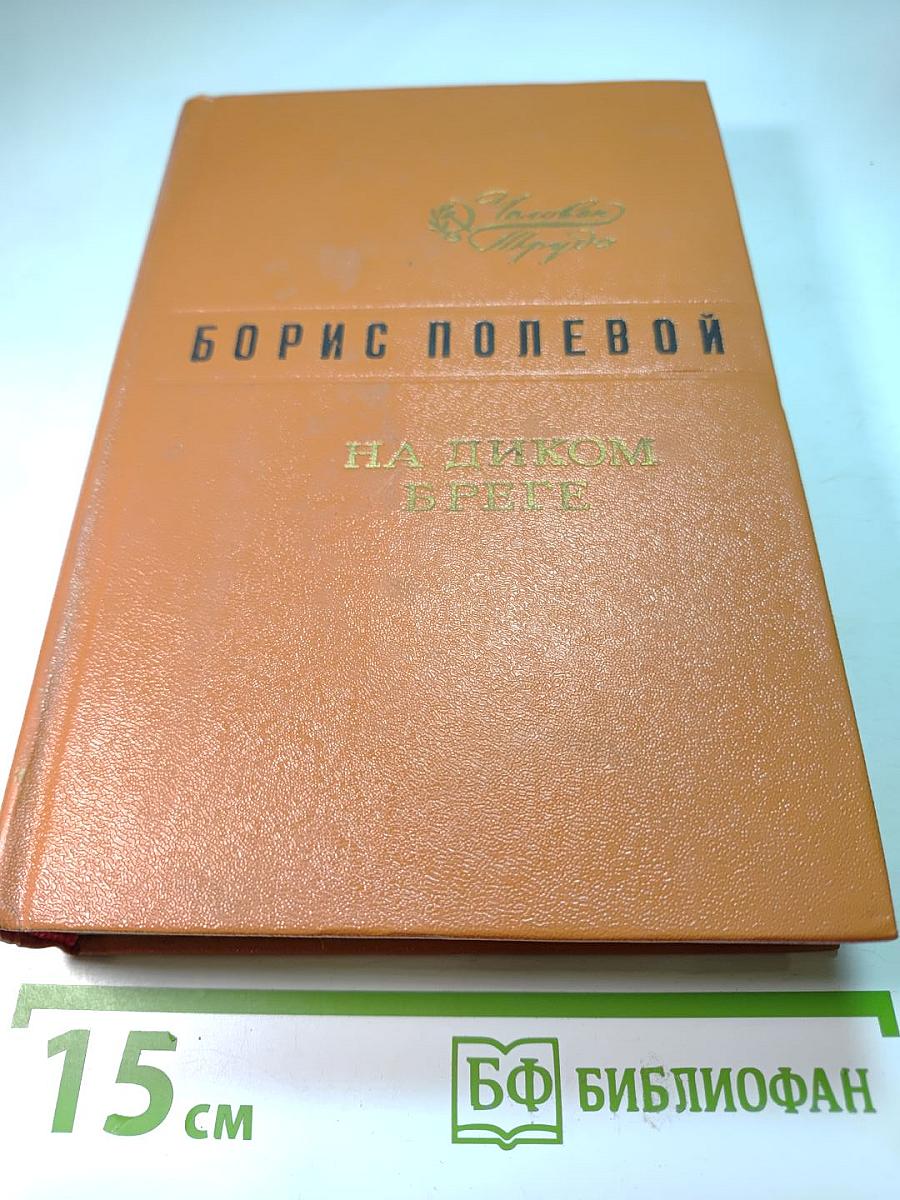 Человек
Труда
БОРИС ПОЛЕВОЙ
НА ДИКОМ
БРЕГЕ
15 см
БФ БИБЛИОФАН